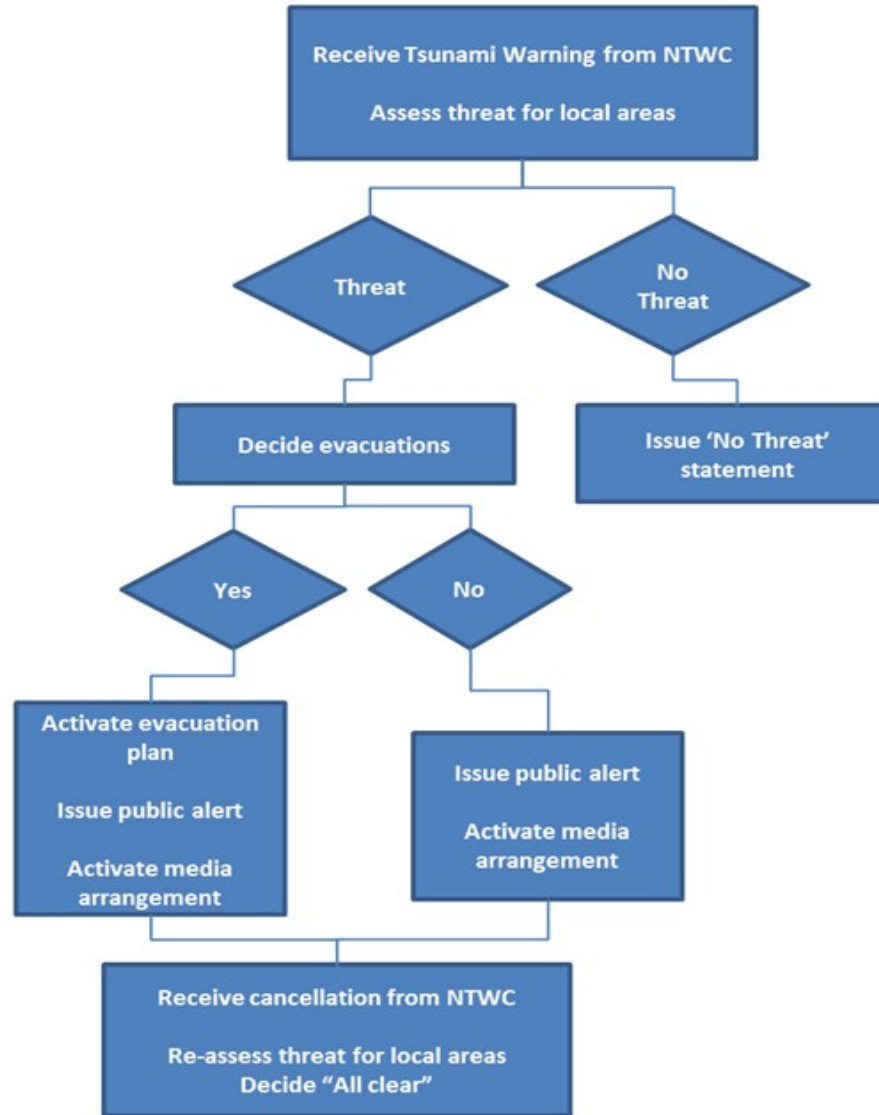 Receive Tsunami Warning from NTWC
Assess threat for local areas
Threat
No
Threat
Decide evacuations
Issue ‘No Threat’
statement
Yes
No
Activate evacuation
plan
Issue public alert
Activate media
arrangement
Issue public alert
Activate media
arrangement
Receive cancellation from NTWC
Re-assess threat for local areas
Decide “All clear”